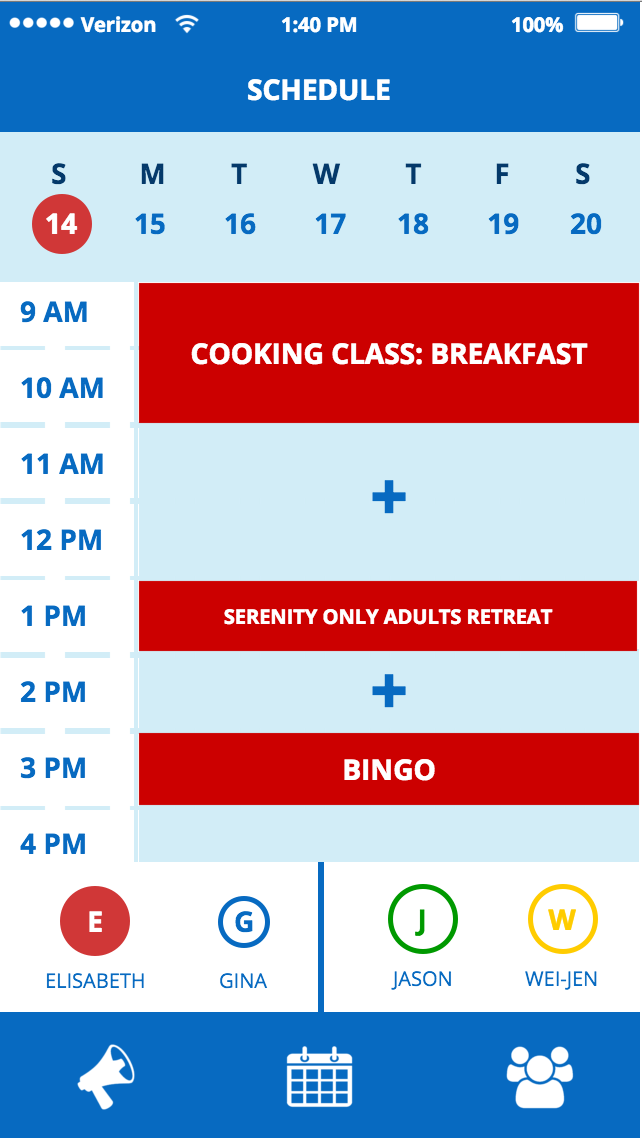 Verizon 1:40 PM 100%
SCHEDULE
S M T W T F S
14 15 16 17 18 19 20
9 AM
COOKING CLASS: BREAKFAST
10 AM
11 AM
12 PM
1 PM SERENITY ONLY ADULTS RETREAT
2 PM
3 PM BINGO
4 PM
E G J W
ELISABETH GINA JASON WEI-JEN